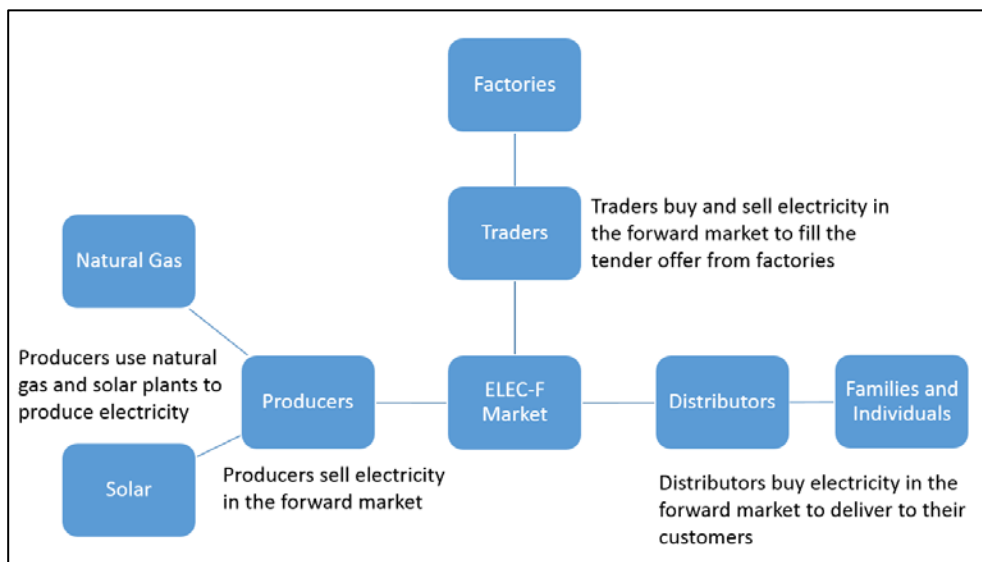 Factories
Traders
Traders buy and sell electricity in
the forward market to fill the
tender offer from factories
Natural Gas
Producers use natural
gas and solar plants to
produce electricity
Producers
ELEC-F
Market
Distributors
Families and
Individuals
Solar
Producers sell electricity
in the forward market
Distributors buy electricity in the
forward market to deliver to their
customers